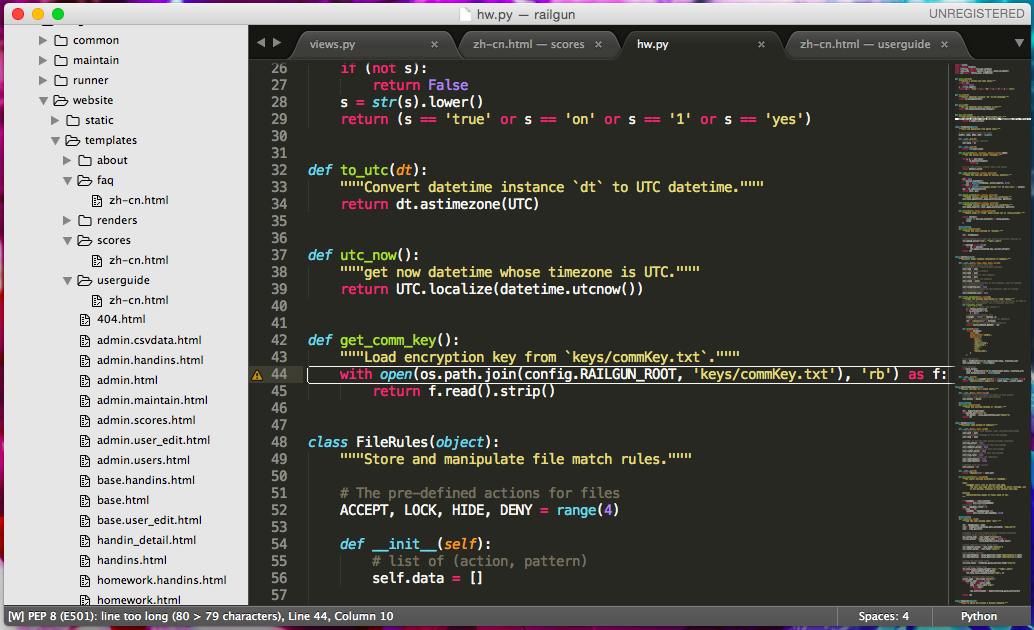 hw.py — railgun
UNREGISTERED
common
maintain
runner
website
static
templates
about
faq
zh-cn.html
renders
scores
zh-cn.html
userguide
zh-cn.html
404.html
admin.csvdata.html
admin.handins.html
admin.html
admin.maintain.html
admin.scores.html
admin.user_edit.html
admin.users.html
base.handins.html
base.html
base.user_edit.html
handin_detail.html
handins.html
homework.handins.html
homework.html
views.py ×
zh-cn.html — scores ×
hw.py ×
zh-cn.html — userguide ×
26 if (not s):
27 return False
28 s = str(s).lower()
29 return (s == 'true' or s == 'on' or s == '1' or s == 'yes')
30
31
32 def to_utc(dt):
33 """Convert datetime instance `dt` to UTC datetime."""
34 return dt.astimezone(UTC)
35
36
37 def utc_now():
38 """get now datetime whose timezone is UTC."""
39 return UTC.localize(datetime.utcnow())
40
41
42 def get_comm_key():
43 """Load encryption key from `keys/commKey.txt`."""
44 with open(os.path.join(config.RAILGUN_ROOT, 'keys/commKey.txt'), 'rb') as f:
45 return f.read().strip()
46
47
48 class FileRules(object):
49 """Store and manipulate file match rules."""
50
51 # The pre-defined actions for files
52 ACCEPT, LOCK, HIDE, DENY = range(4)
53
54 def __init__(self):
55 # list of (action, pattern)
56 self.data = []
57
[W] PEP 8 (E501): line too long (80 > 79 characters), Line 44, Column 10
Spaces: 4
Python